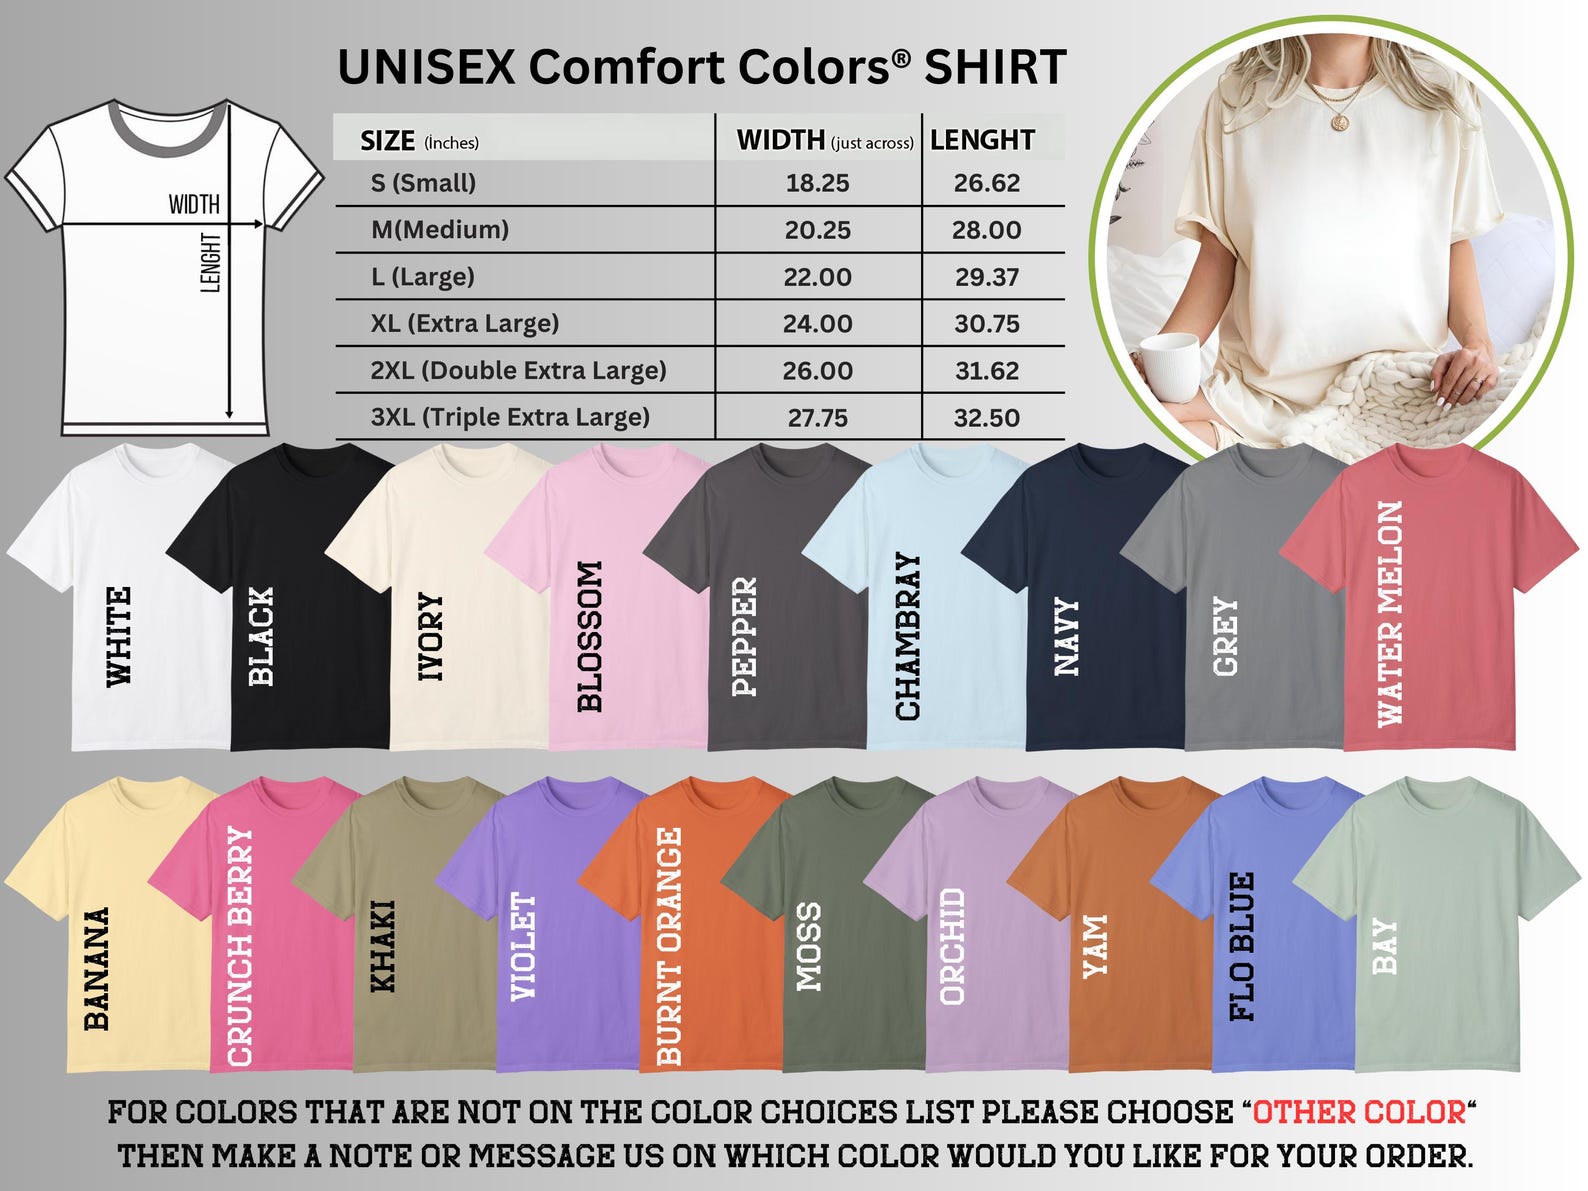 UNISEX Comfort Colors® SHIRT
SIZE (İnches) WIDTH (just across) LENGHT
S (Small) 18.25 26.62
M(Medium) 20.25 28.00
L (Large) 22.00 29.37
XL (Extra Large) 24.00 30.75
2XL (Double Extra Large) 26.00 31.62
3XL (Triple Extra Large) 27.75 32.50
WIDTH
LENGHT
WHITE
BLACK
IVORY
BLOSSOM
PEPPER
CHAMBRAY
NAVY
GREY
WATER MELON
BANANA
CRUNCH BERRY
KHAKI
VIOLET
BURNT ORANGE
MOSS
ORCHID
YAM
FLO BLUE
BAY
FOR COLORS THAT ARE NOT ON THE COLOR CHOICES LIST PLEASE CHOOSE “OTHER COLOR“
THEN MAKE A NOTE OR MESSAGE US ON WHICH COLOR WOULD YOU LIKE FOR YOUR ORDER.